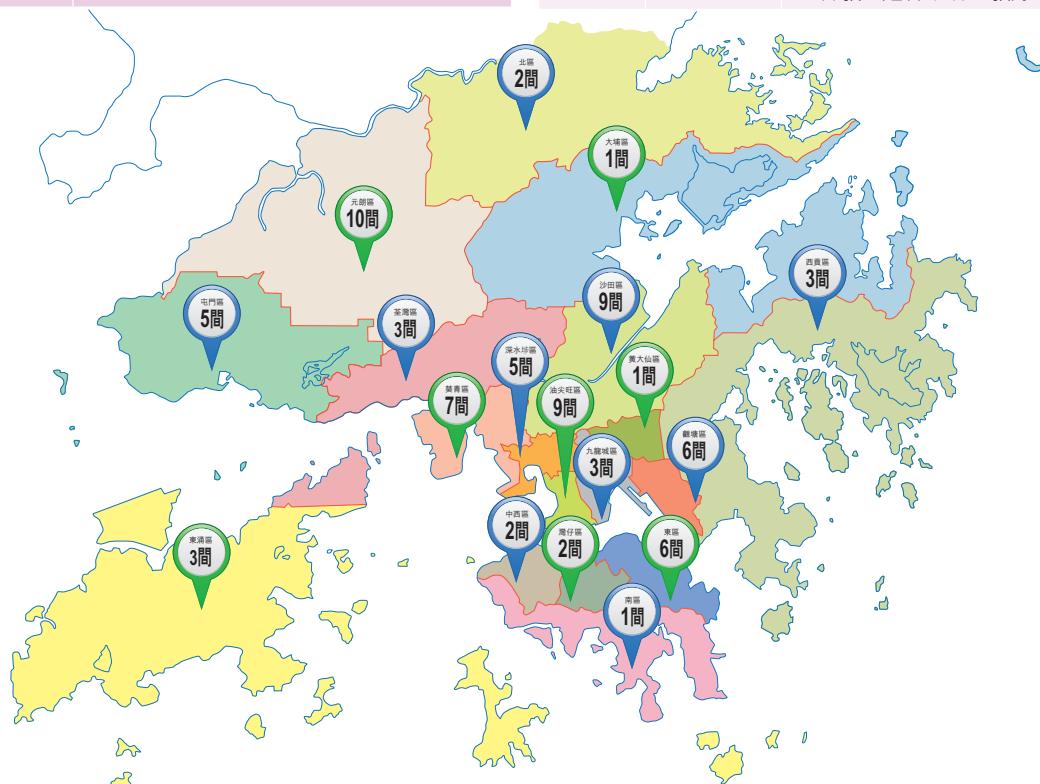 北區
2間
大埔區
1間
元朗區
10間
西貢區
3間
沙田區
9間
屯門區
5間
荃灣區
3間
深水埗區
5間
黃大仙區
1間
葵青區
7間
油尖旺區
9間
觀塘區
6間
九龍城區
3間
中西區
2間
灣仔區
2間
東區
6間
東涌區
3間
南區
1間